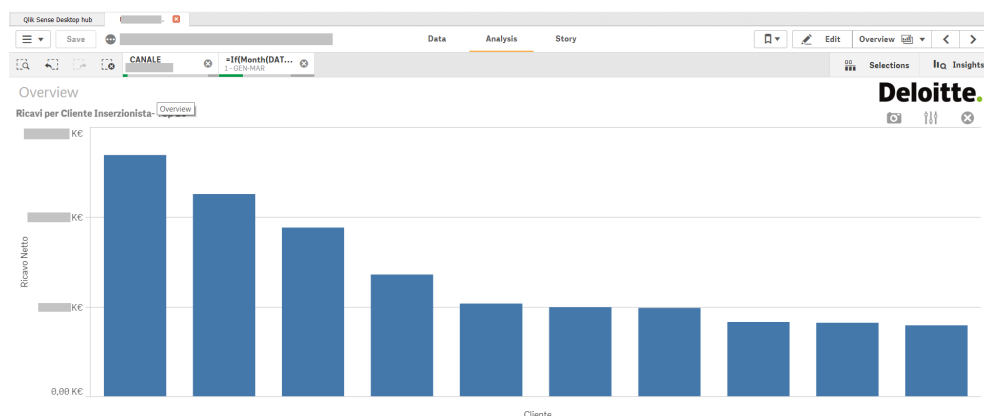 Qlik Sense Desktop hub
Save
Data
Analysis
Story
Edit
Overview
CANALE
=If(Month(DAT...
1-GEN-MAR
Selections
Insights
Overview
Deloitte.
Ricavi per Cliente Inserzionista-
Overview
K€
K€
K€
0,00 K€
Ricavo Netto
Cliente